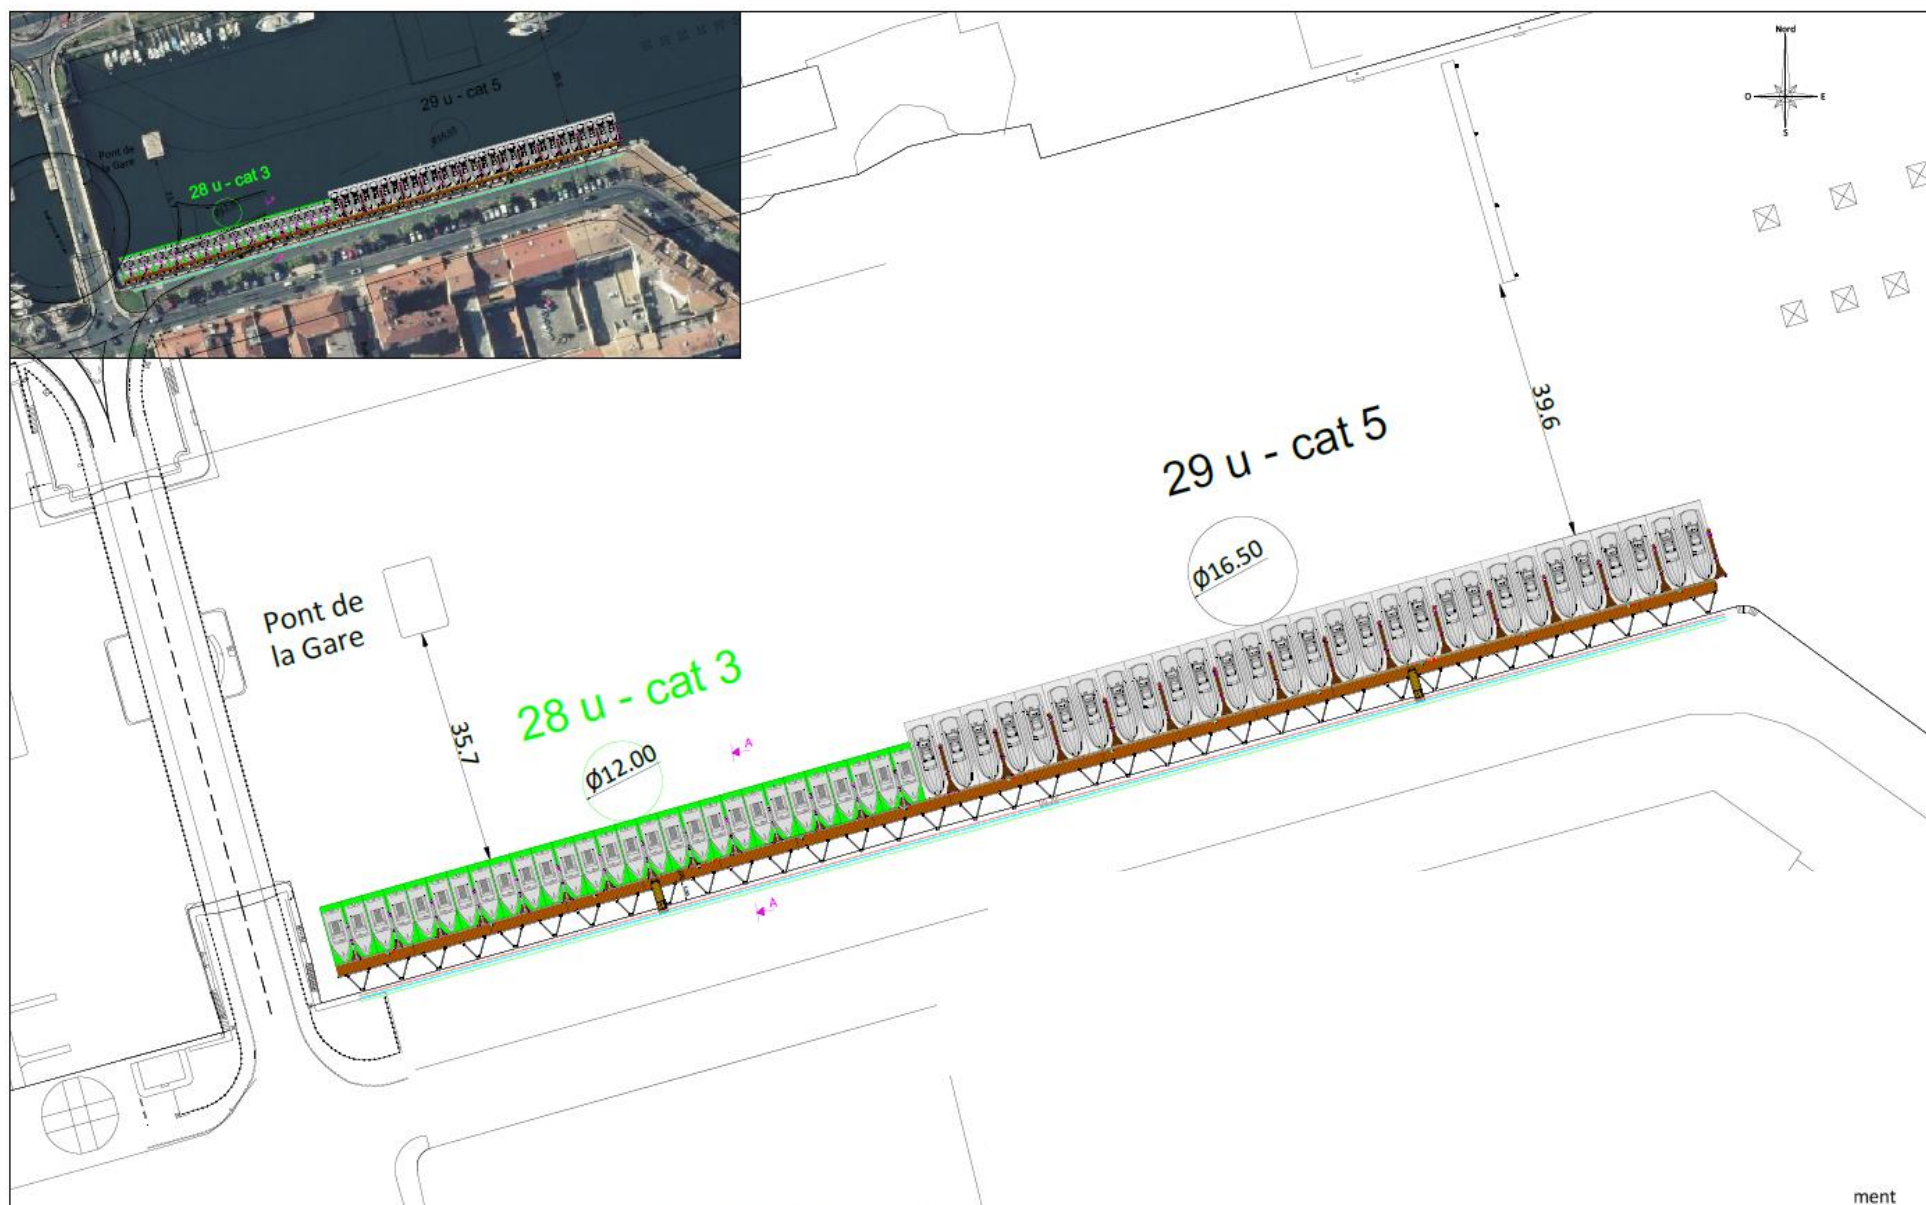 29 u - cat 5
Pont de
la Gare
28 u - cat 3
Nord
O
E
S
39.6
29 u - cat 5
Ø16.50
Pont de
la Gare
35.7
28 u - cat 3
Ø12.00
A
A
ment